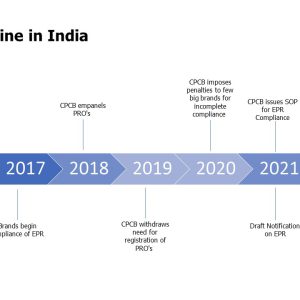 ine in India
CPCB imposes
penalties to few
big brands for
incomplete
compliance
CPCB empanels
PRO's
CPCB issues SOP
for EPR
Compliance
2017
2018
2019
2020
2021
Brands begin
pliance of EPR
CPCB withdraws
need for
registration of
PRO's
Draft Notification
on EPR